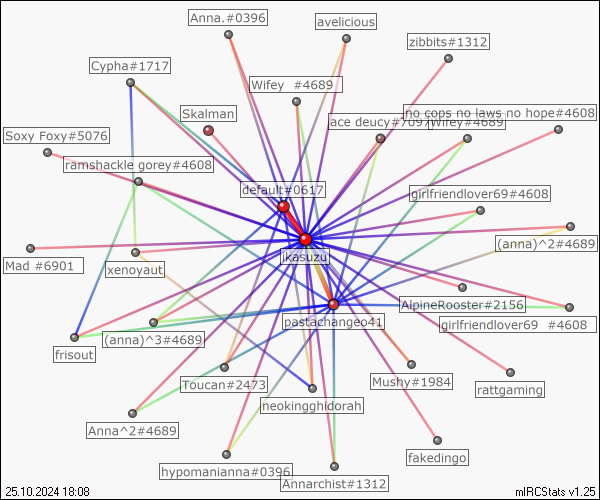 Anna.#0396
avelicious
zibbits#1312
Cypha#1717
Wifey #4689
Skalman
no cops no laws no hope#4608
ace deucy#7097
Wifey#4689
Soxy Foxy#5076
ramshackle gorey#4608
default#0617
girlfriendlover69#4608
(anna)^2#4689
jkasuzu
Mad #6901
xenoyaut
AlpineRooster#2156
pastachangeo41
girlfriendlover69 #4608
(anna)^3#4689
frisout
Toucan#2473
Mushy#1984
rattgaming
neokingghidorah
Anna^2#4689
fakedingo
hypomanianna#0396
Annarchist#1312
25.10.2024 18:08
mIRCStats v1.25